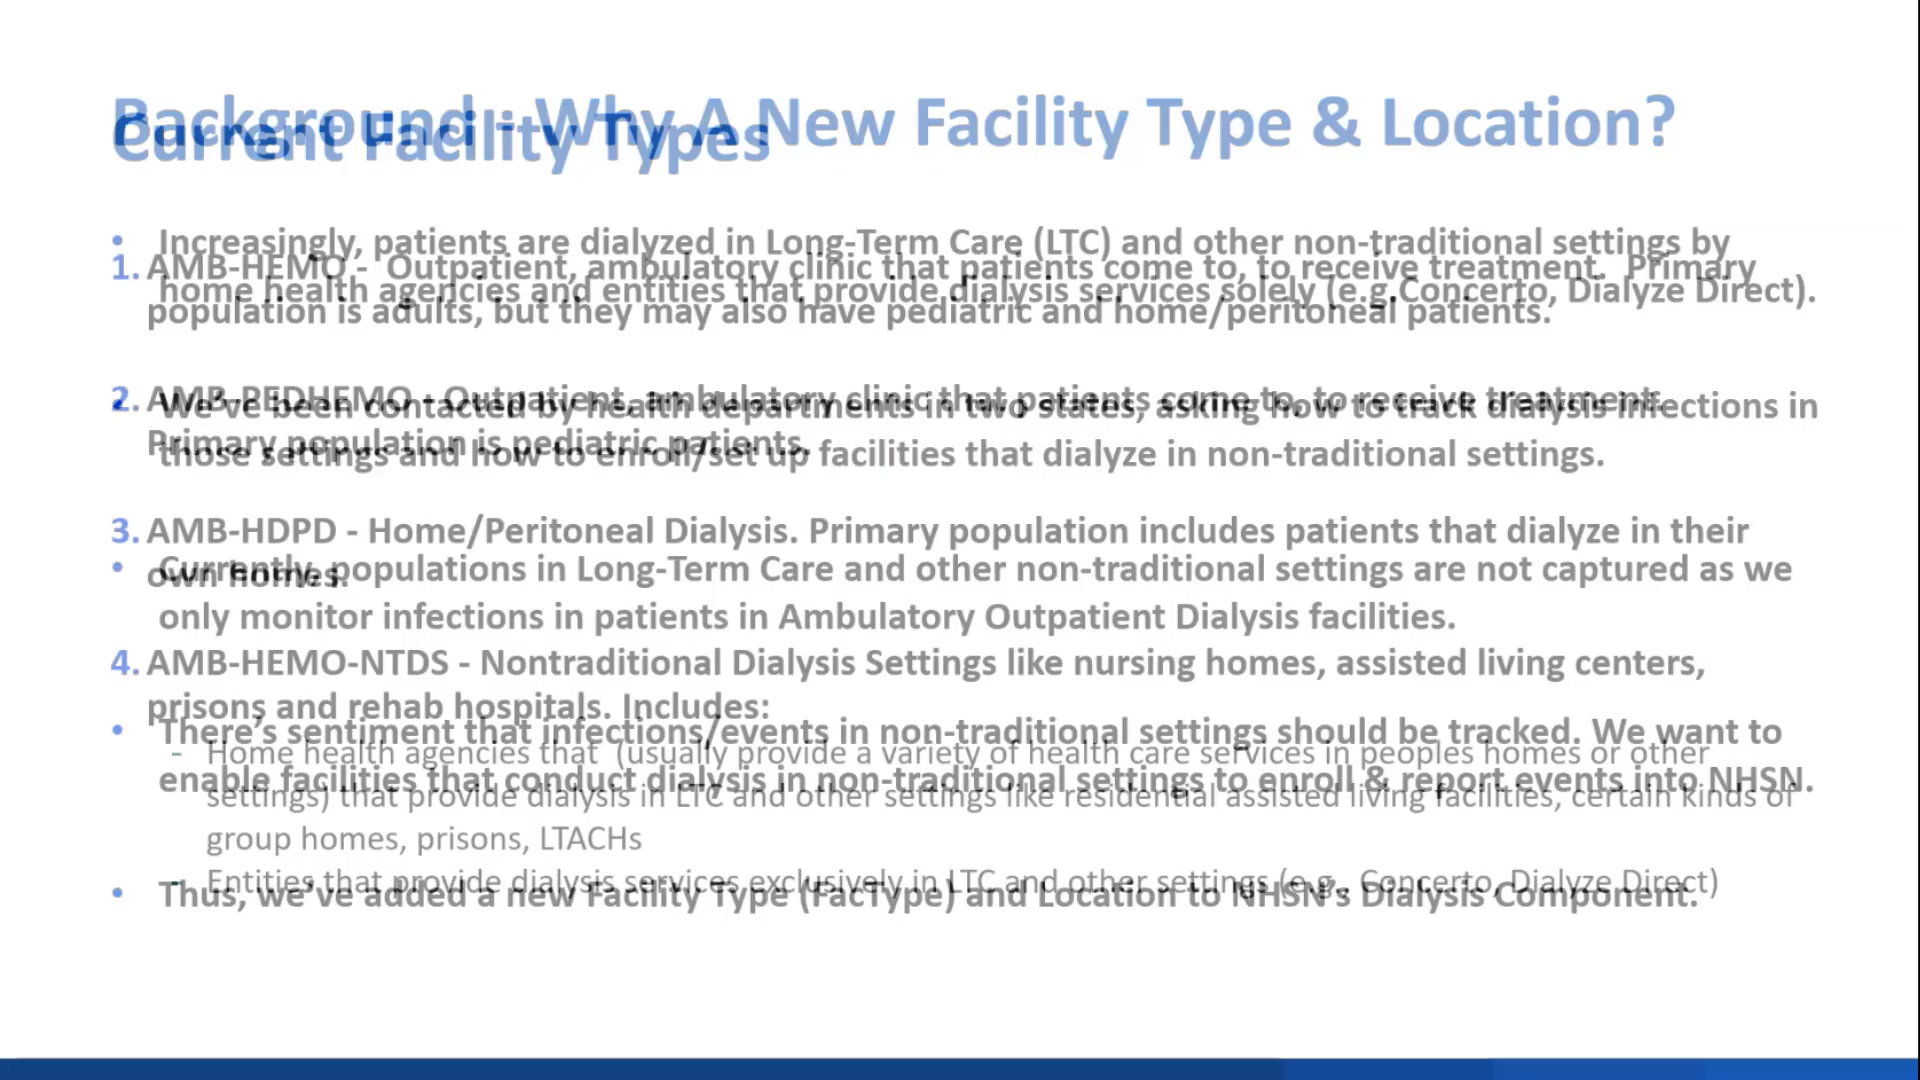 Background - Why A New Facility Type & Location?
• Increasingly, patients are dialyzed in Long-Term Care (LTC) and other non-traditional settings by
home health agencies and entities that provide dialysis services solely (e.g.Concerto, Dialyze Direct).
• We've been contacted by health departments in two states, asking how to track dialysis infections in
those settings and how to enroll/set up facilities that dialyze in non-traditional settings.
• Currently, populations in Long-Term Care and other non-traditional settings are not captured as we
only monitor infections in patients in Ambulatory Outpatient Dialysis facilities.
• There's sentiment that infections/events in non-traditional settings should be tracked. We want to
enable facilities that conduct dialysis in non-traditional settings to enroll & report events into NHSN.
• Thus, we've added a new Facility Type (FacType) and Location to NHSN's Dialysis Component.
Current Facility Types
1. AMB-HEMO - Outpatient, ambulatory clinic that patients come to, to receive treatment. Primary
population is adults, but they may also have pediatric and home/peritoneal patients.
2. AMB-PEDHEMO - Outpatient, ambulatory clinic that patients come to, to receive treatment.
Primary population is pediatric patients.
3. AMB-HDPD - Home/Peritoneal Dialysis. Primary population includes patients that dialyze in their
own homes.
4. AMB-HEMO-NTDS - Nontraditional Dialysis Settings like nursing homes, assisted living centers,
prisons and rehab hospitals. Includes:
- Home health agencies that (usually provide a variety of health care services in peoples homes or other
settings) that provide dialysis in LTC and other settings like residential assisted living facilities, certain kinds of
group homes, prisons, LTACHs
- Entities that provide dialysis services exclusively in LTC and other settings (e.g., Concerto, Dialyze Direct)